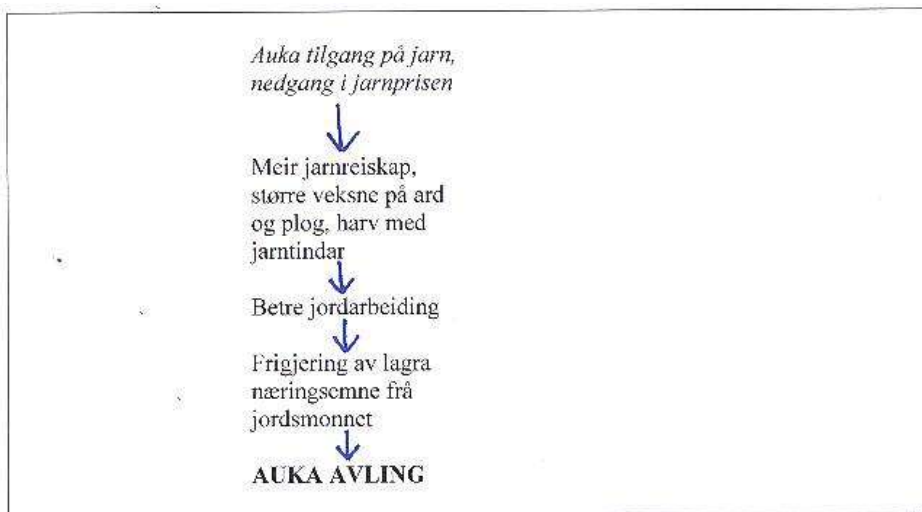 Auka tilgang på jarn,
nedgang i jarnprisen
Meir jarnreiskap,
større veksne på ard
og plog, harv med
jarntindar
Betre jordarbeiding
Frigjering av lagra
næringsemne frå
jordsmonnet
AUKA AVLING